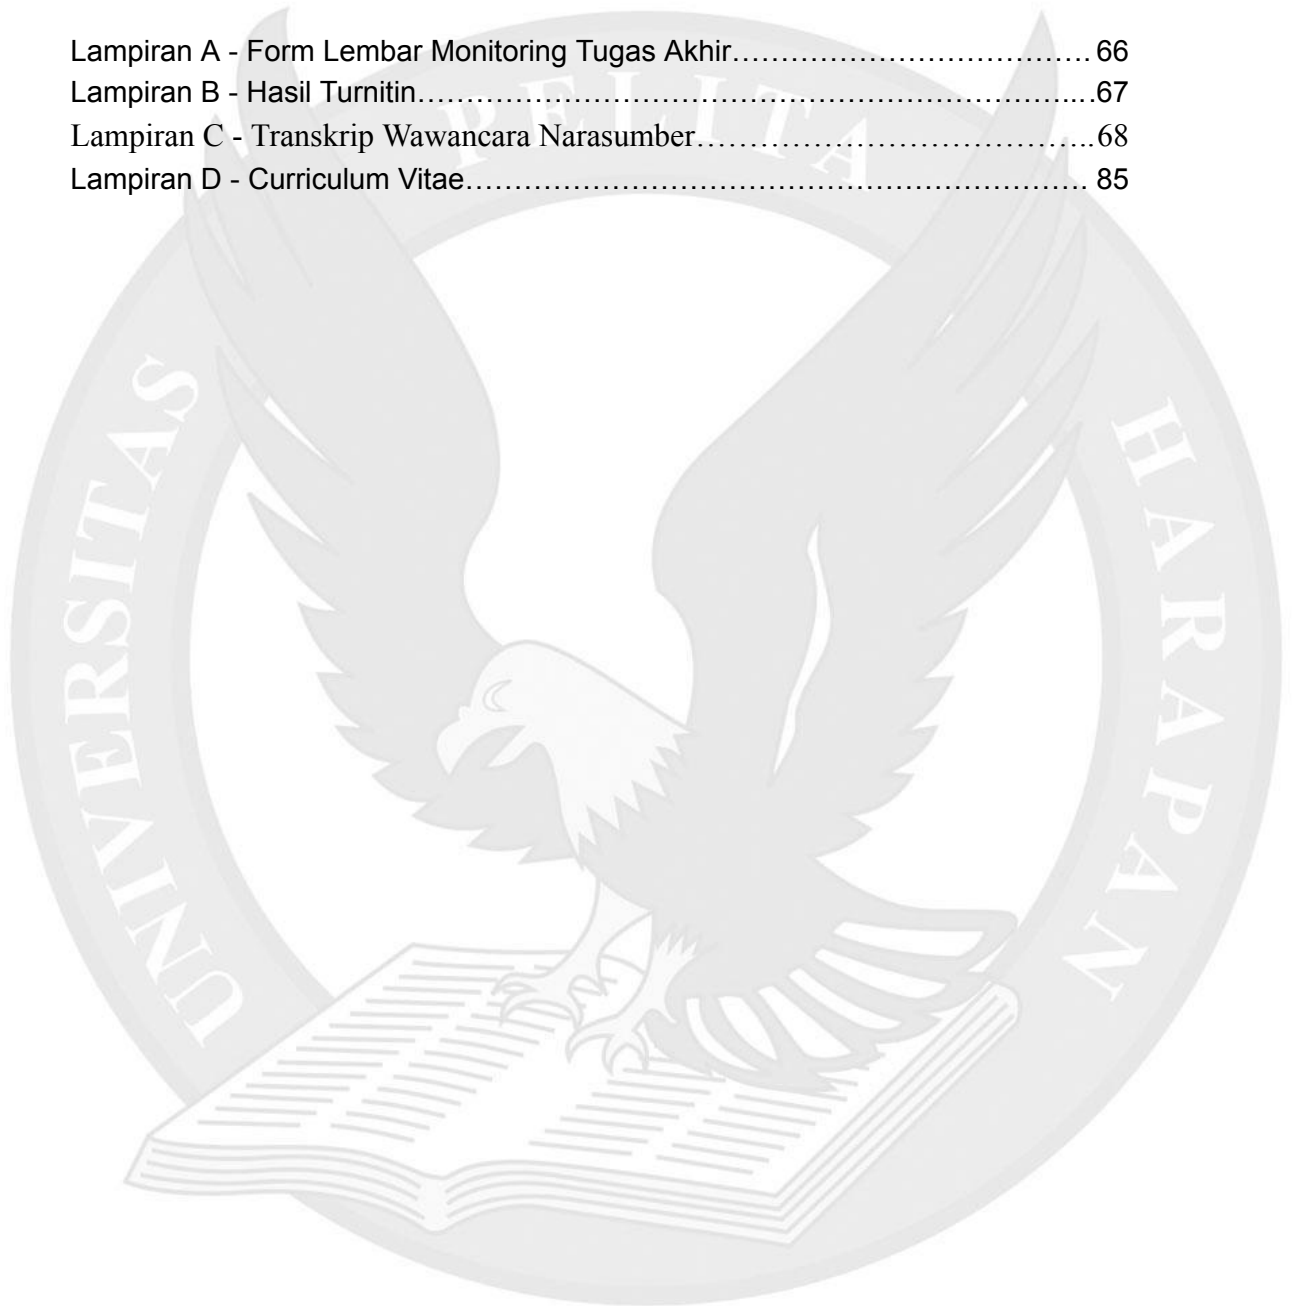 Lampiran A - Form Lembar Monitoring Tugas Akhir………………………………. 66
Lampiran B - Hasil Turnitin…………………………………………………………...…67
Lampiran C - Transkrip Wawancara Narasumber…………………………………..68
Lampiran D - Curriculum Vitae………………………………………………………. 85
UNIVERSITAS PELITA HARAPAN